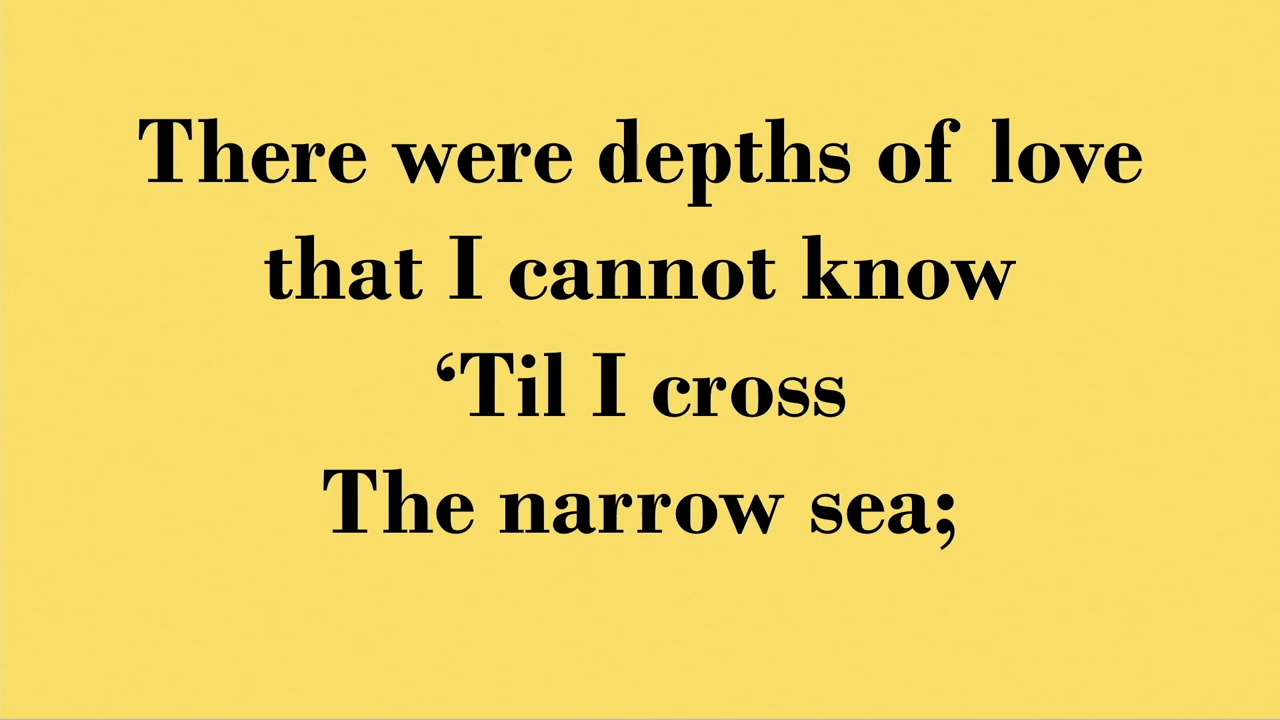 There were depths of love
that I cannot know
‘Til I cross
The narrow sea;